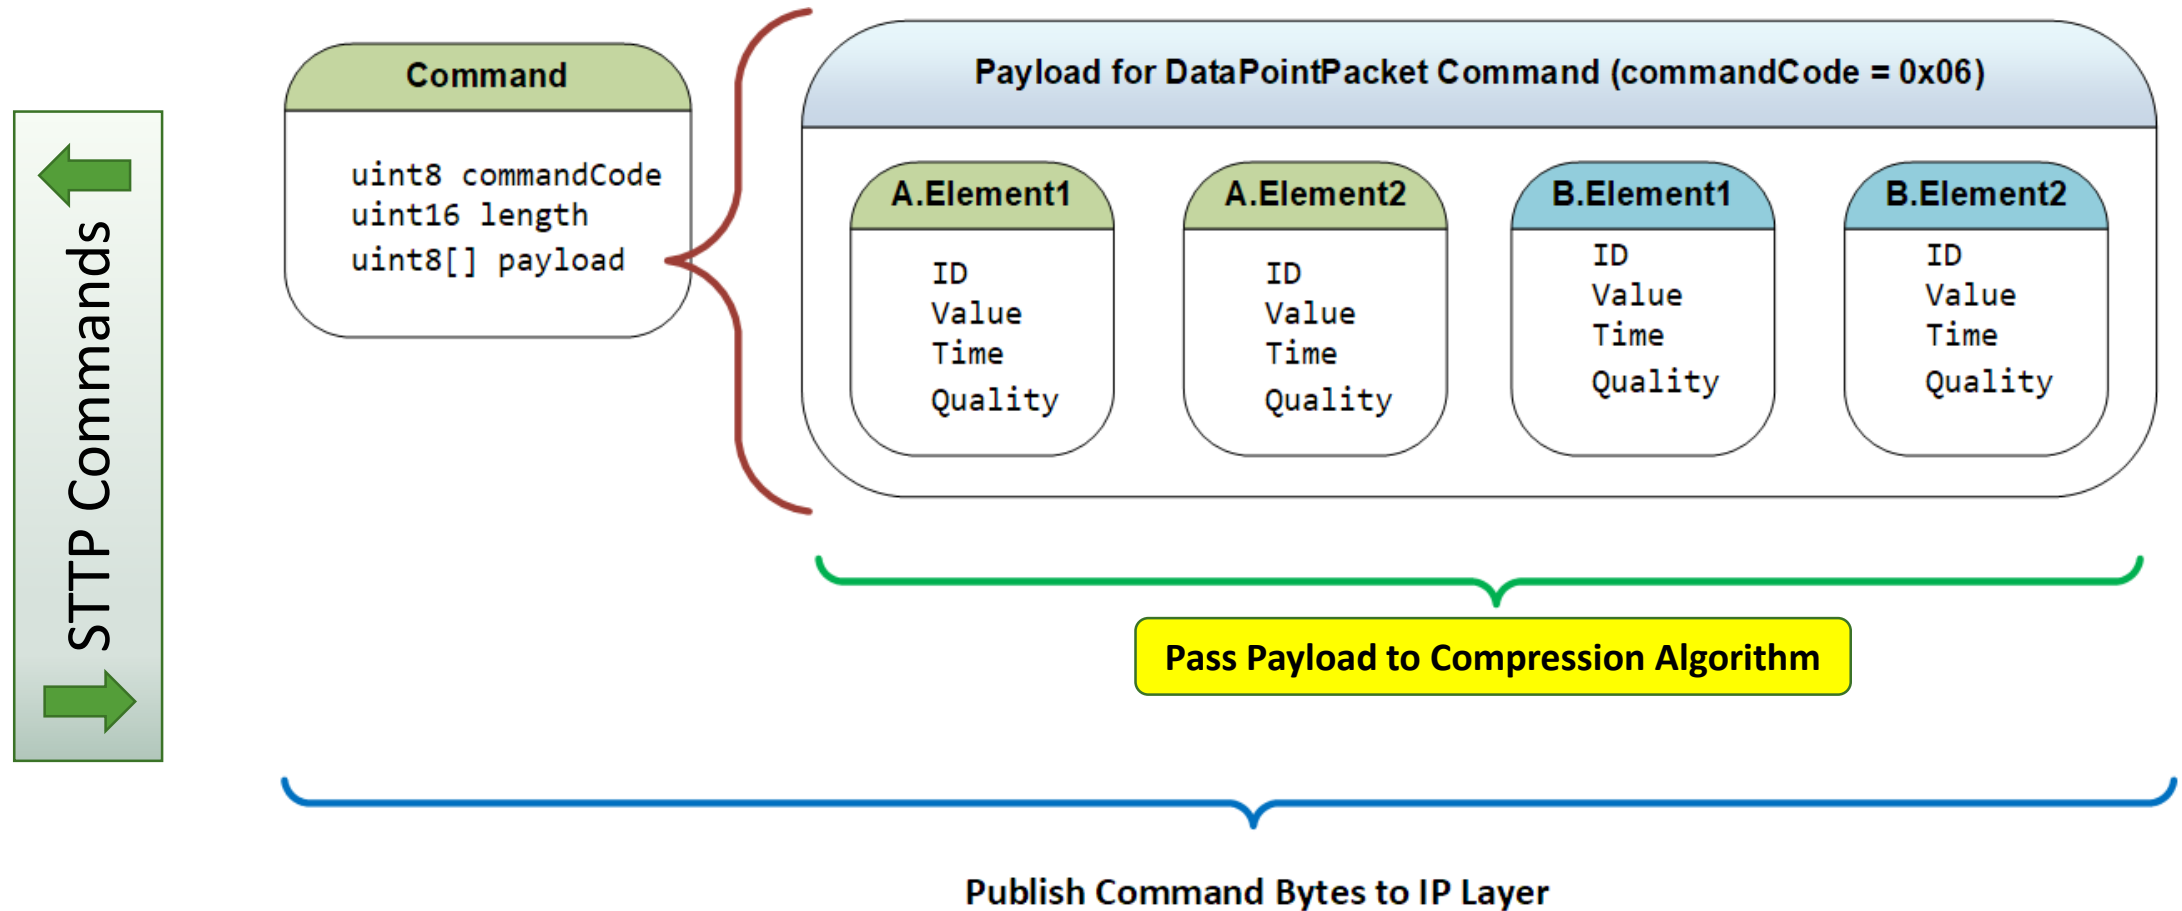 STTP Commands
Command
uint8 commandCode
uint16 length
uint8[] payload
Payload for DataPointPacket Command (commandCode = 0x06)
A.Element1
ID
Value
Time
Quality
A.Element2
ID
Value
Time
Quality
B.Element1
ID
Value
Time
Quality
B.Element2
ID
Value
Time
Quality
Pass Payload to Compression Algorithm
Publish Command Bytes to IP Layer